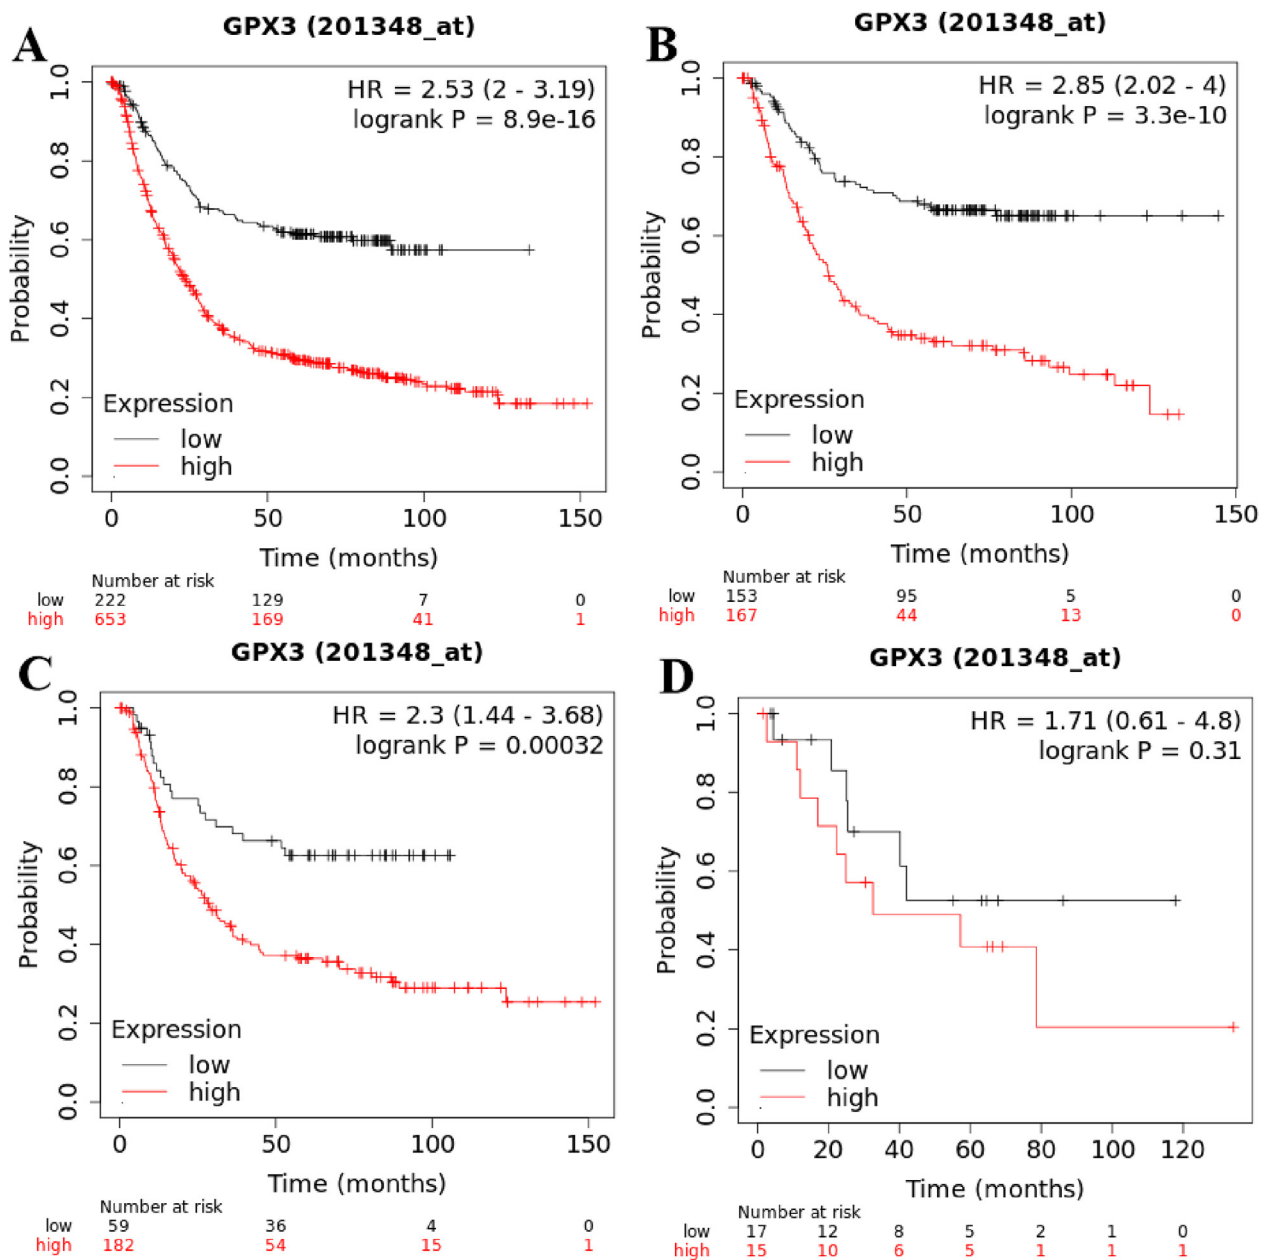 A
GPX3 (201348_at)
HR = 2.53 (2 - 3.19)
logrank P = 8.9e-16
Probability
1.0
0.8
0.6
0.4
0.2
0.0
Expression
low
high
0 50 100 150
Time (months)
Number at risk
low 222 129 7 0
high 653 169 41 1
B
GPX3 (201348_at)
HR = 2.85 (2.02 - 4)
logrank P = 3.3e-10
Probability
1.0
0.8
0.6
0.4
0.2
0.0
Expression
low
high
0 50 100 150
Time (months)
Number at risk
low 153 95 5 0
high 167 44 13 0
C
GPX3 (201348_at)
HR = 2.3 (1.44 - 3.68)
logrank P = 0.00032
Probability
1.0
0.8
0.6
0.4
0.2
0.0
Expression
low
high
0 50 100 150
Time (months)
Number at risk
low 59 36 4 0
high 182 54 15 1
D
GPX3 (201348_at)
HR = 1.71 (0.61 - 4.8)
logrank P = 0.31
Probability
1.0
0.8
0.6
0.4
0.2
0.0
Expression
low
high
0 20 40 60 80 100 120
Time (months)
Number at risk
low 17 12 8 5 2 1 0
high 15 10 6 5 1 1 1